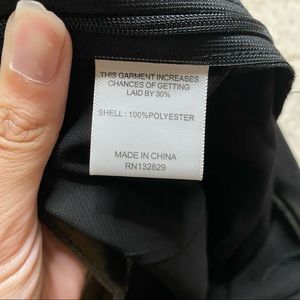 THIS GARMENT INCREASES
CHANCES OF GETTING
LAID BY 30%
SHELL : 100%POLYESTER
MADE IN CHINA
RN132829